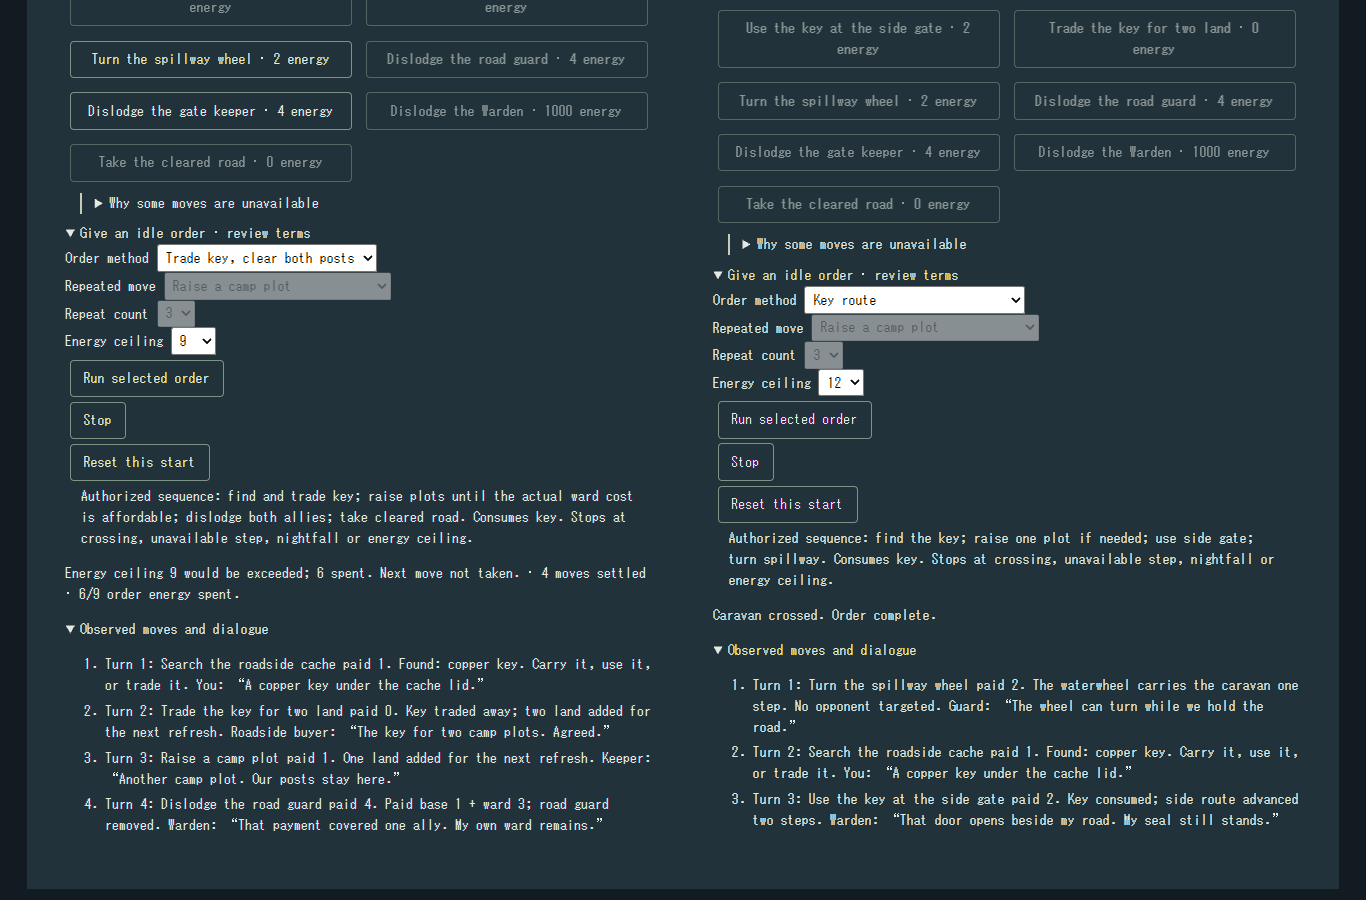 energy
energy
Turn the spillway wheel · 2 energy
Dislodge the road guard · 4 energy
Dislodge the gate keeper · 4 energy
Dislodge the Warden · 1000 energy
Take the cleared road · 0 energy
▶ Why some moves are unavailable
▼ Give an idle order · review terms
Order method Trade key, clear both posts
Repeated move Raise a camp plot
Repeat count 3
Energy ceiling 9
Run selected order
Stop
Reset this start
Authorized sequence: find and trade key; raise plots until the actual ward cost
is affordable; dislodge both allies; take cleared road. Consumes key. Stops at
crossing, unavailable step, nightfall or energy ceiling.
Energy ceiling 9 would be exceeded; 6 spent. Next move not taken. · 4 moves settled
· 6/9 order energy spent.
▼ Observed moves and dialogue
1. Turn 1: Search the roadside cache paid 1. Found: copper key. Carry it, use it,
or trade it. You: “A copper key under the cache lid.”
2. Turn 2: Trade the key for two land paid 0. Key traded away; two land added for
the next refresh. Roadside buyer: “The key for two camp plots. Agreed.”
3. Turn 3: Raise a camp plot paid 1. One land added for the next refresh. Keeper:
“Another camp plot. Our posts stay here.”
4. Turn 4: Dislodge the road guard paid 4. Paid base 1 + ward 3; road guard
removed. Warden: “That payment covered one ally. My own ward remains.”
Use the key at the side gate · 2
energy
Trade the key for two land · 0
energy
Turn the spillway wheel · 2 energy
Dislodge the road guard · 4 energy
Dislodge the gate keeper · 4 energy
Dislodge the Warden · 1000 energy
Take the cleared road · 0 energy
▶ Why some moves are unavailable
▼ Give an idle order · review terms
Order method Key route
Repeated move Raise a camp plot
Repeat count 3
Energy ceiling 12
Run selected order
Stop
Reset this start
Authorized sequence: find the key; raise one plot if needed; use side gate;
turn spillway. Consumes key. Stops at crossing, unavailable step, nightfall or
energy ceiling.
Caravan crossed. Order complete.
▼ Observed moves and dialogue
1. Turn 1: Turn the spillway wheel paid 2. The waterwheel carries the caravan one
step. No opponent targeted. Guard: “The wheel can turn while we hold the
road.”
2. Turn 2: Search the roadside cache paid 1. Found: copper key. Carry it, use it,
or trade it. You: “A copper key under the cache lid.”
3. Turn 3: Use the key at the side gate paid 2. Key consumed; side route advanced
two steps. Warden: “That door opens beside my road. My seal still stands.”